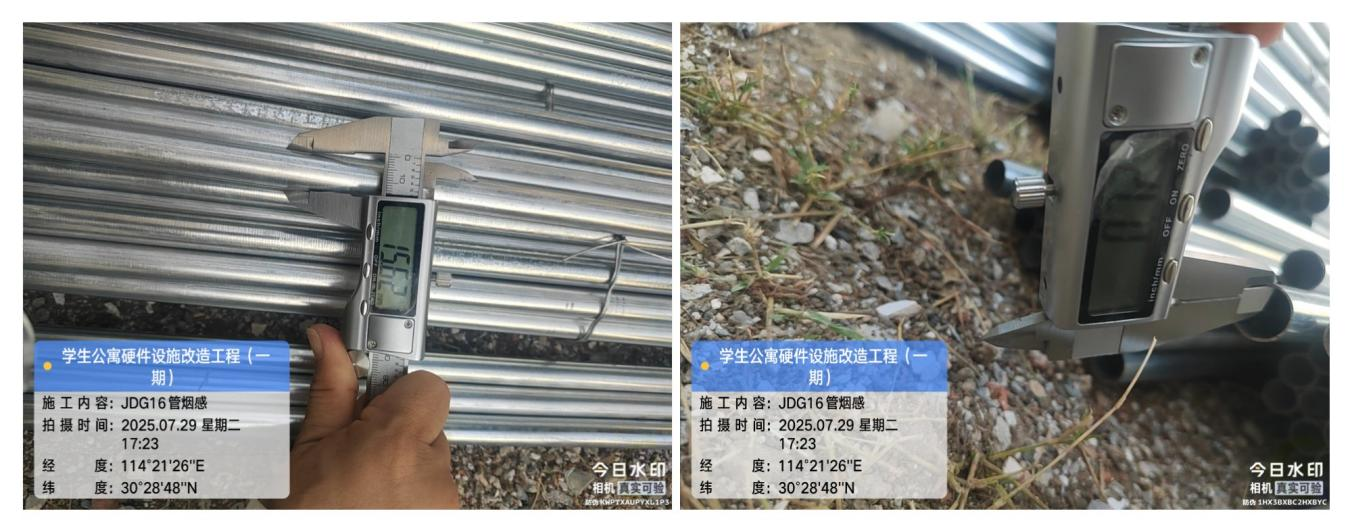 学生公寓硬件设施改造工程（一
期）
施工内容：JDG16管烟感
拍摄时间：2025.07.29 星期二
17:23
经度：114°21'26"E
纬度：30°28'48"N
今日水印
相机 真实可验
学生公寓硬件设施改造工程（一
期）
施工内容：JDG16管烟感
拍摄时间：2025.07.29 星期二
17:23
经度：114°21'26"E
纬度：30°28'48"N
今日水印
相机 真实可验
防伪 1HX3BXBC2HXBYC
ZERO
ON
OFF
inch/mm